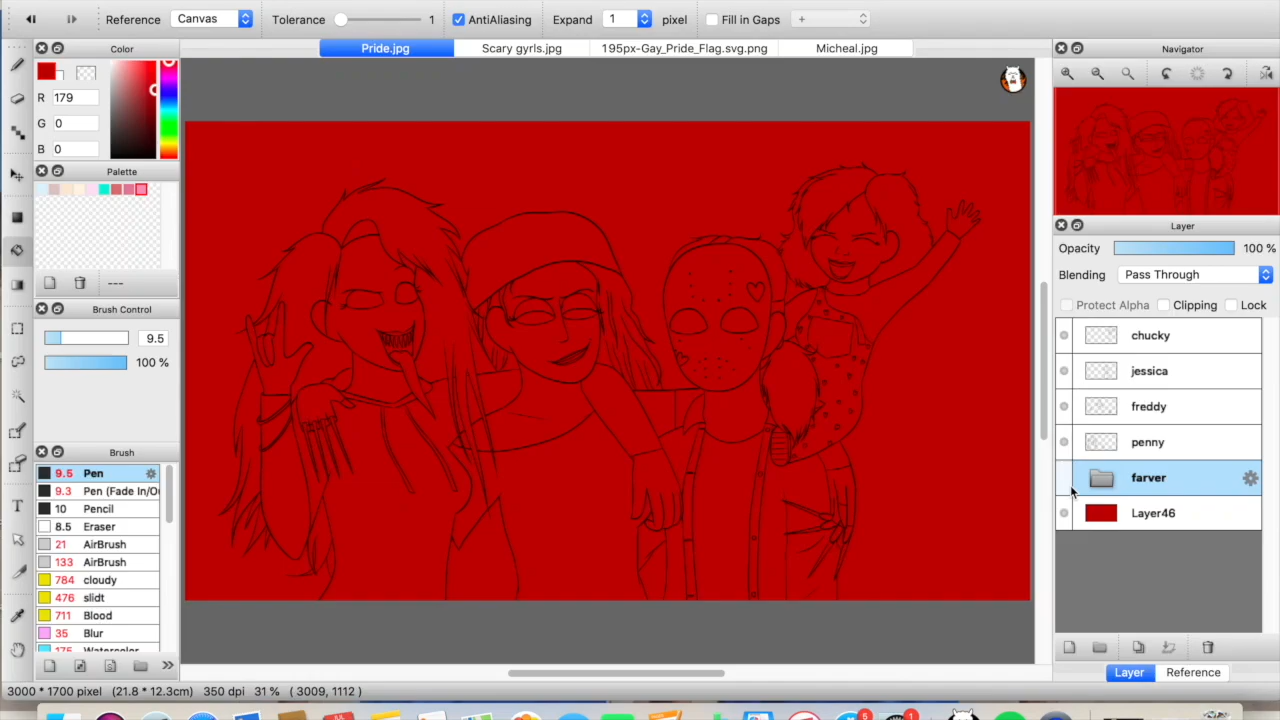 Reference Canvas Tolerance 1 AntiAliasing Expand 1 pixel Fill in Gaps +
Color
Pride.jpg Scary gyrls.jpg 195px-Gay_Pride_Flag.svg.png Micheal.jpg
Navigator
R 179
G 0
B 0
Palette
---
Brush Control
9.5
100 %
Brush
9.5 Pen
9.3 Pen (Fade In/Ou
10 Pencil
8.5 Eraser
21 AirBrush
133 AirBrush
784 cloudy
476 slidt
711 Blood
35 Blur
175 Watercolor
Layer
Opacity 100 %
Blending Pass Through
Protect Alpha Clipping Lock
chucky
jessica
freddy
penny
farver
Layer46
Layer Reference
3000 * 1700 pixel (21.8 * 12.3cm) 350 dpi 31 % ( 3009, 1112 )